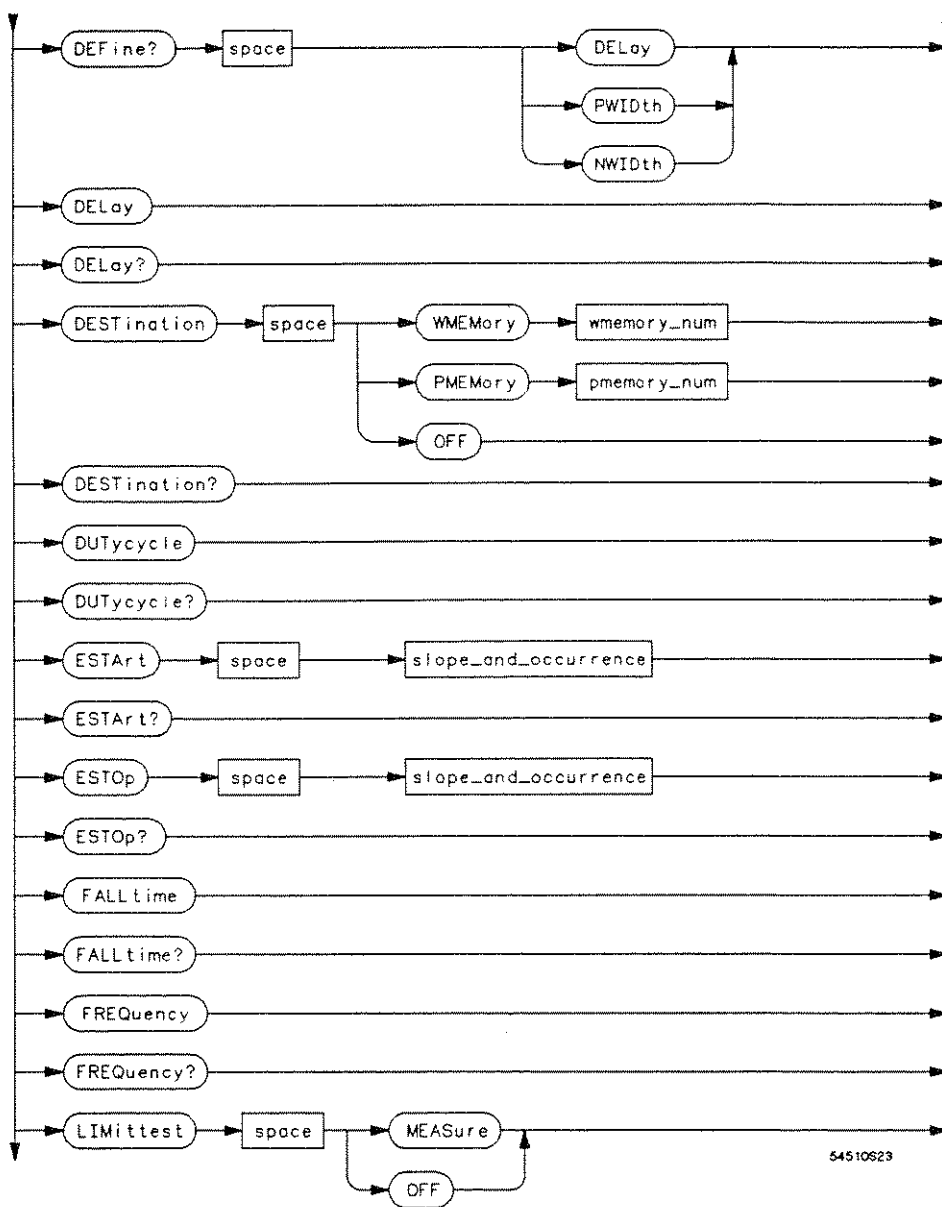 DEFine? space DELay
PWIDth
NWIDth
DELay
DELay?
DESTination space WMEMory wmemory_num
PMEMory pmemory_num
OFF
DESTination?
DUTycycle
DUTycycle?
ESTArt space slope_and_occurrence
ESTArt?
ESTOp space slope_and_occurrence
ESTOp?
FALLtime
FALLtime?
FREQuency
FREQuency?
LIMittest space MEASure
OFF
54510S23